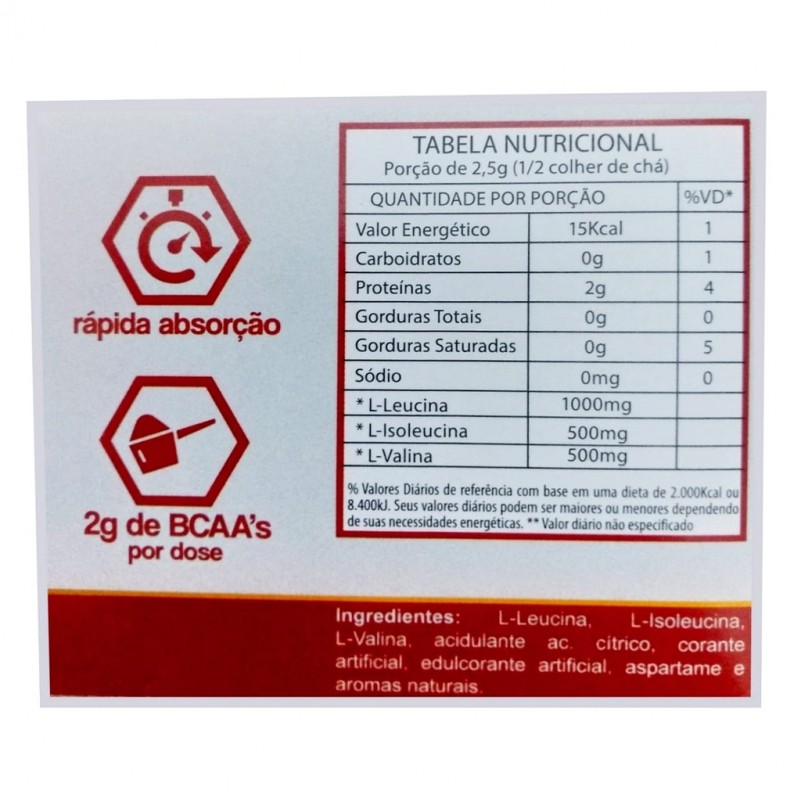 rápida absorção
2g de BCAA's
por dose
TABELA NUTRICIONAL
Porção de 2,5g (1/2 colher de chá)
QUANTIDADE POR PORÇÃO %VD*
Valor Energético 15Kcal 1
Carboidratos 0g 1
Proteínas 2g 4
Gorduras Totais 0g 0
Gorduras Saturadas 0g 5
Sódio 0mg 0
* L-Leucina 1000mg
* L-Isoleucina 500mg
* L-Valina 500mg
% Valores Diários de referência com base em uma dieta de 2.000Kcal ou
8.400kJ. Seus valores diários podem ser maiores ou menores dependendo
de suas necessidades energéticas. ** Valor diário não especificado
Ingredientes: L-Leucina, L-Isoleucina,
L-Valina, acidulante ac. cítrico, corante
artificial, edulcorante artificial, aspartame e
aromas naturais.